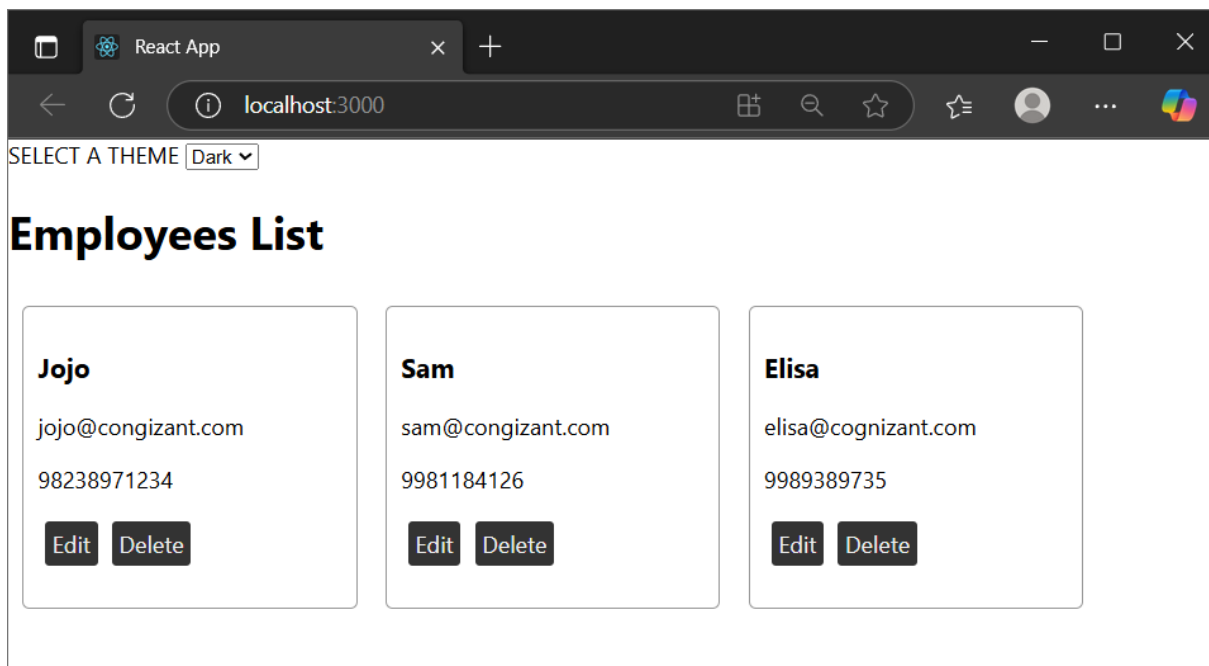 React App
localhost:3000
SELECT A THEME Dark
Employees List
Jojo
jojo@congizant.com
98238971234
Edit Delete
Sam
sam@congizant.com
9981184126
Edit Delete
Elisa
elisa@cognizant.com
9989389735
Edit Delete